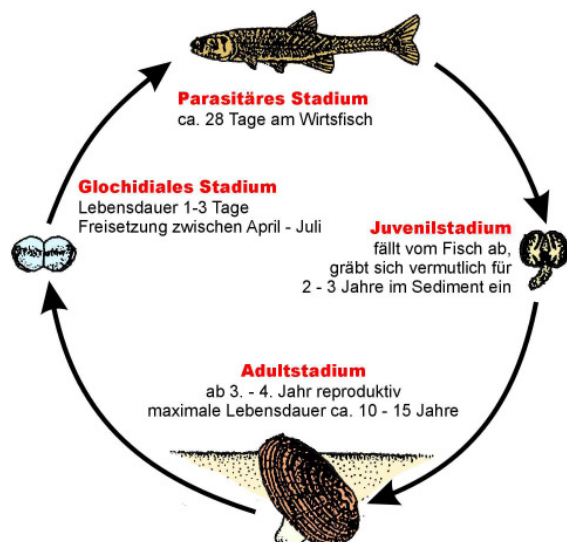 Parasitäres Stadium
ca. 28 Tage am Wirtsfisch
Glochidiales Stadium
Lebensdauer 1-3 Tage
Freisetzung zwischen April - Juli
Juvenilstadium
fällt vom Fisch ab,
gräbt sich vermutlich für
2 - 3 Jahre im Sediment ein
Adultstadium
ab 3. - 4. Jahr reproduktiv
maximale Lebensdauer ca. 10 - 15 Jahre